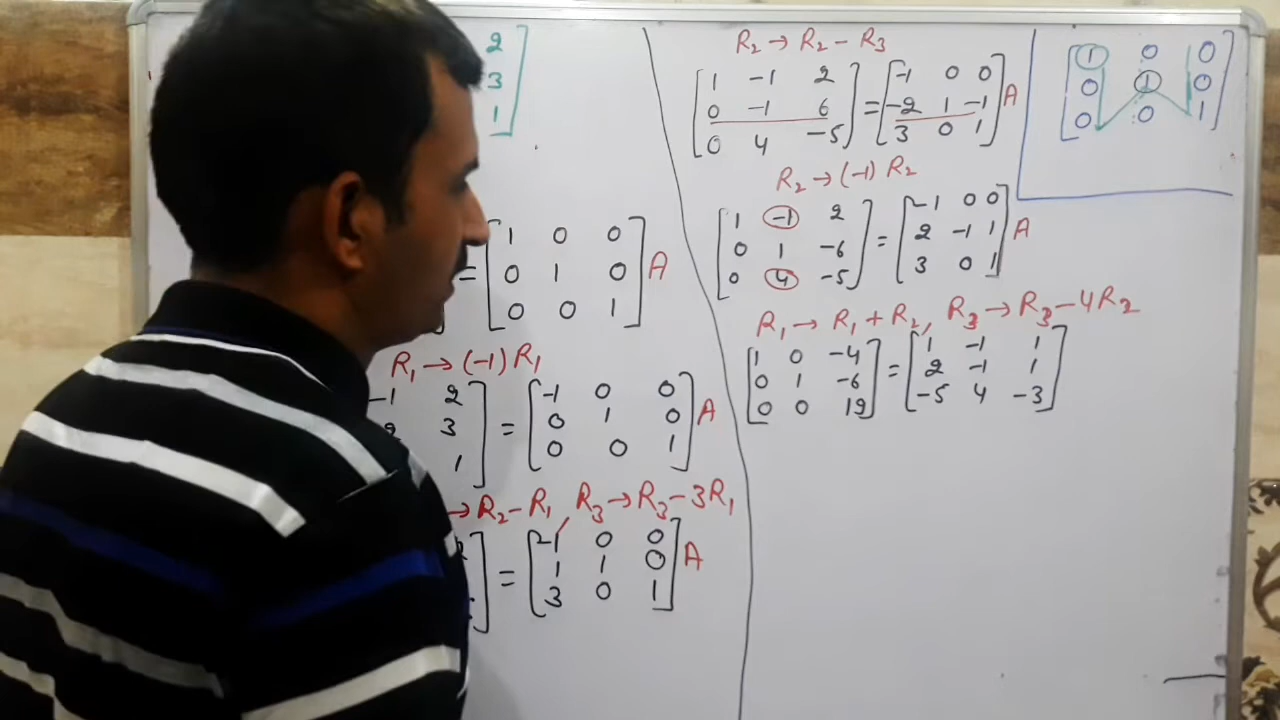 2
3
1
= [1 0 0
0 1 0
0 0 1] A
R₁ → (-1) R₁
-1 2
3
1] = [-1 0 0
0 1 0
0 0 1] A
→ R₂ - R₁ R₃ → R₃ - 3R₁
= [-1 0 0
1 1 0
3 0 1] A
R₂ → R₂ - R₃
[1 -1 2
0 -1 6
0 4 -5] = [-1 0 0
-2 1 -1
3 0 1] A
R₂ → (-1) R₂
[1 -1 2
0 1 -6
0 4 -5] = [-1 0 0
2 -1 1
3 0 1] A
R₁ → R₁ + R₂, R₃ → R₃ - 4R₂
[1 0 -4
0 1 -6
0 0 19] = [1 -1 1
2 -1 1
-5 4 -3]
[1 0 0
0 1 0
0 0 1]